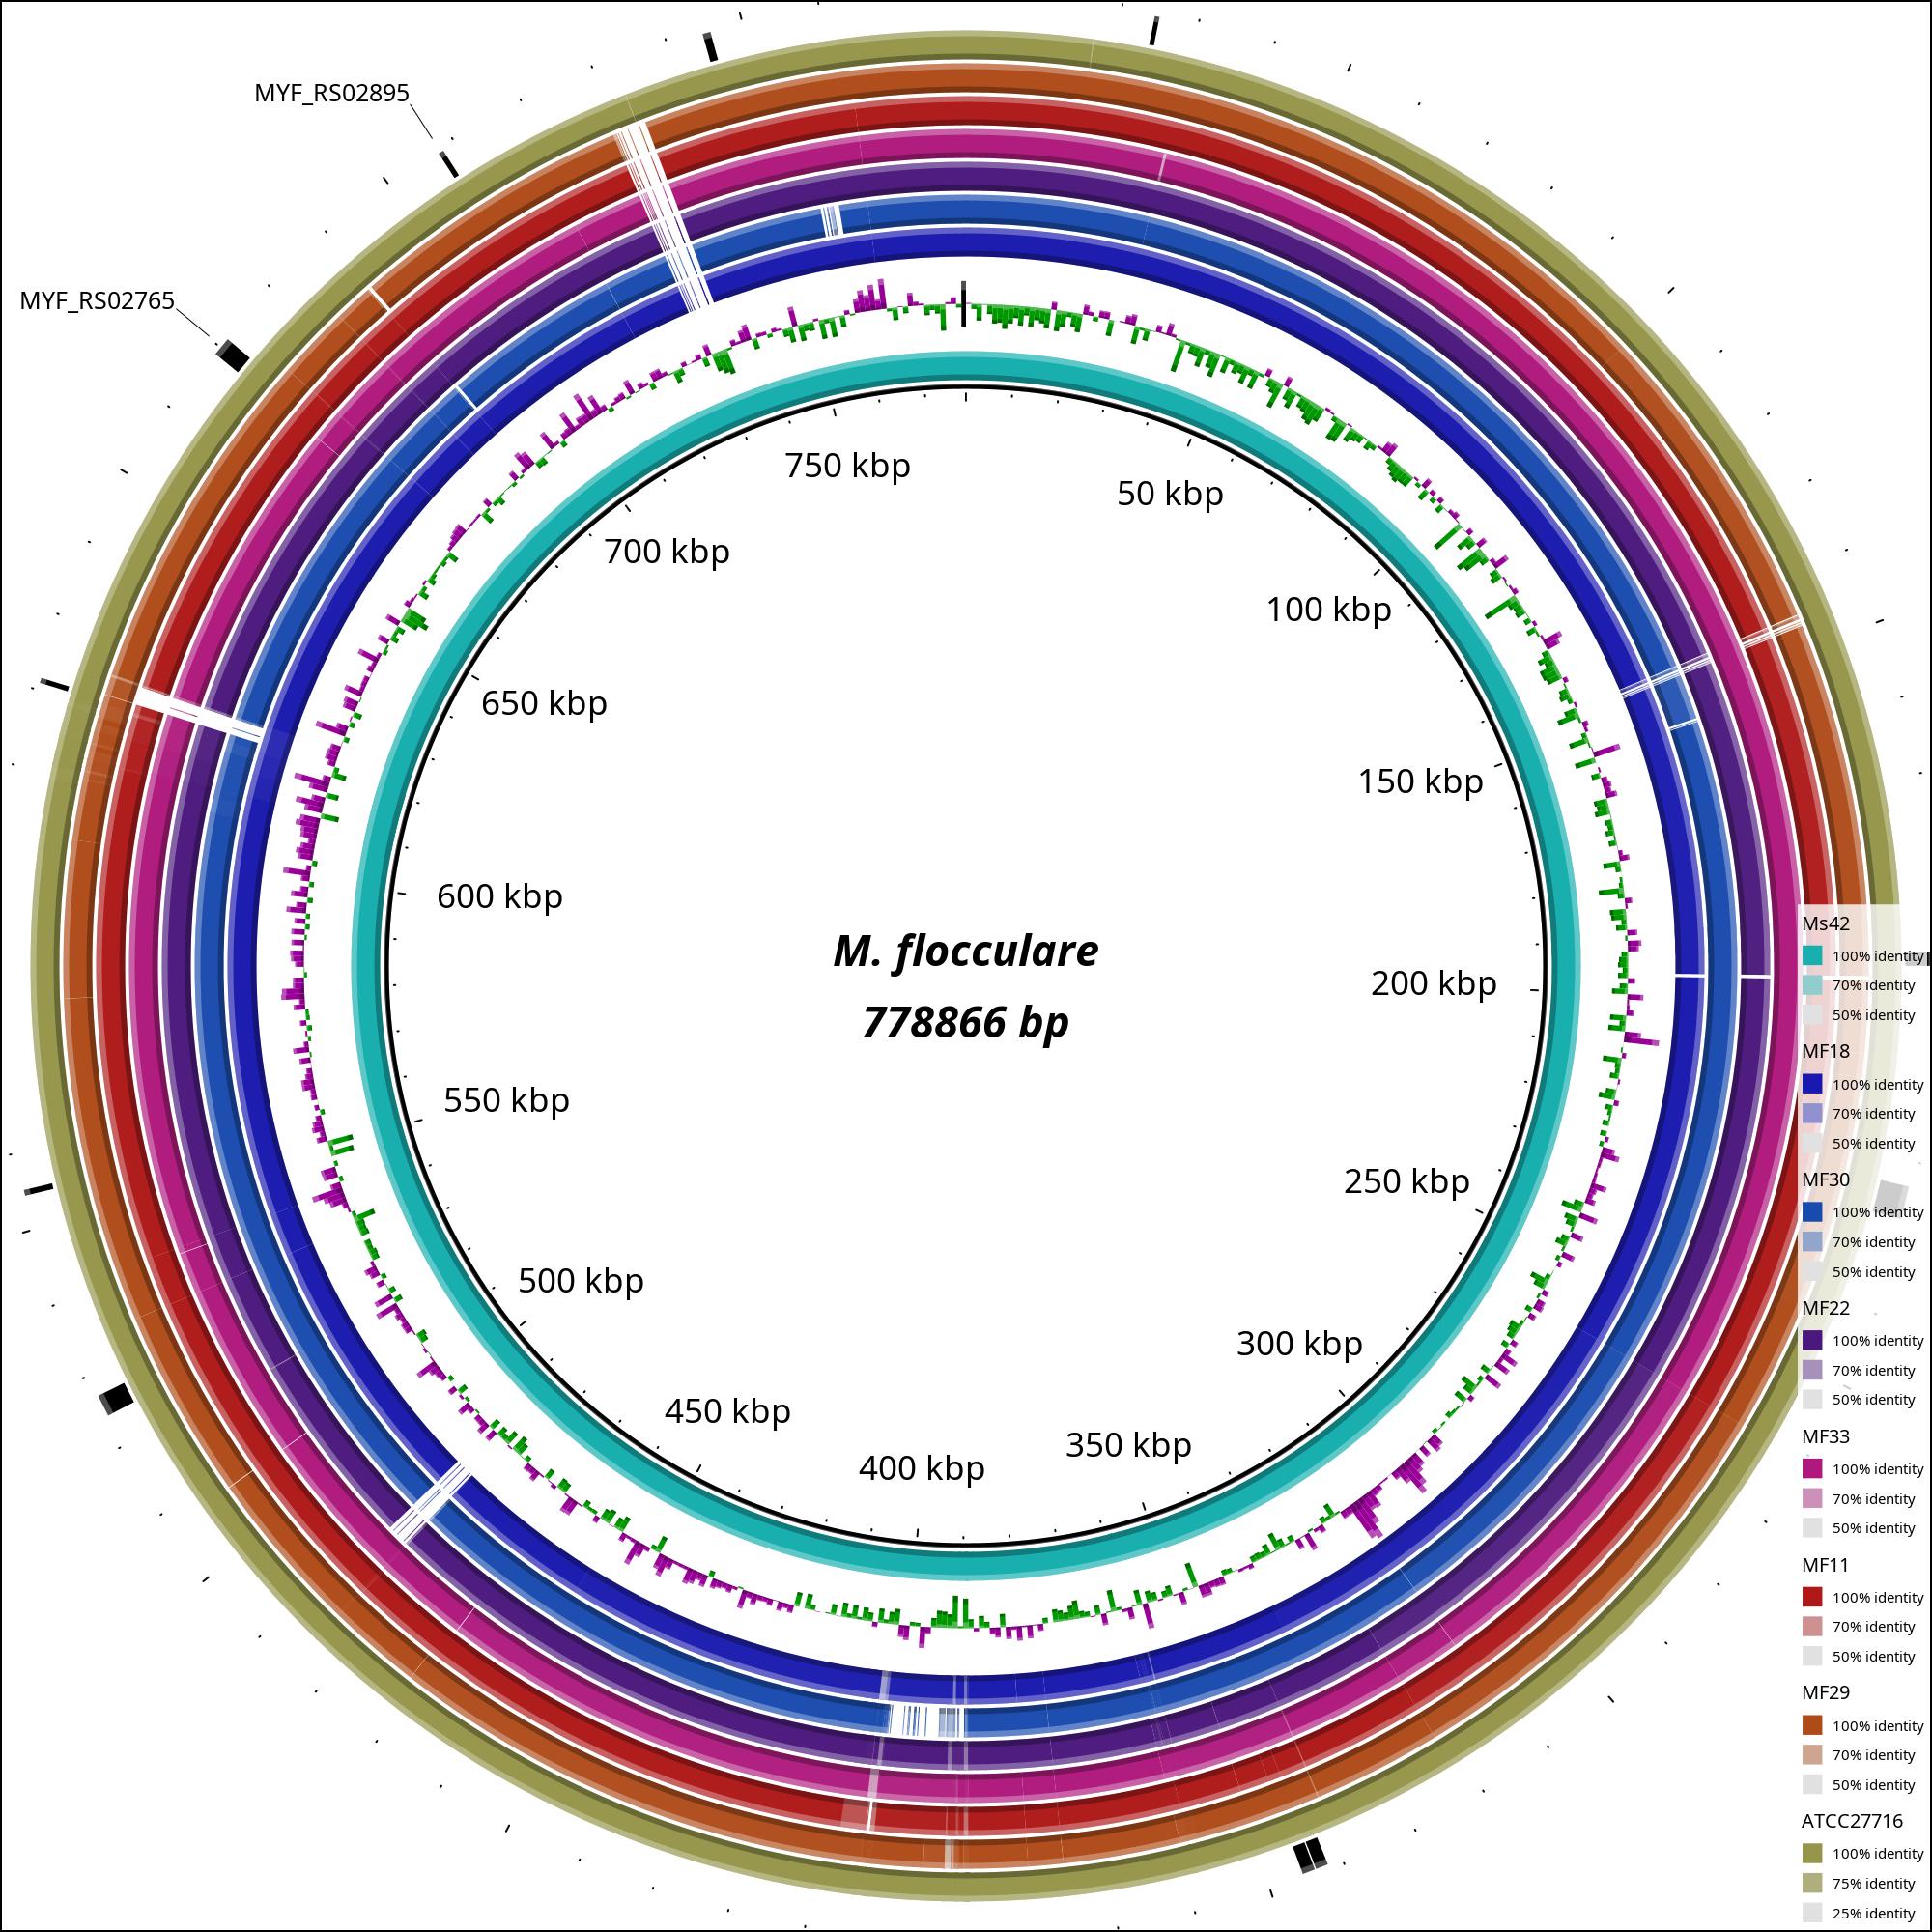 MYF_RS02895
MYF_RS02765
750 kbp
50 kbp
700 kbp
100 kbp
650 kbp
150 kbp
600 kbp
200 kbp
550 kbp
250 kbp
500 kbp
300 kbp
450 kbp
350 kbp
400 kbp
M. flocculare
778866 bp
Ms42
100% identity
70% identity
50% identity
MF18
100% identity
70% identity
50% identity
MF30
100% identity
70% identity
50% identity
MF22
100% identity
70% identity
50% identity
MF33
100% identity
70% identity
50% identity
MF11
100% identity
70% identity
50% identity
MF29
100% identity
70% identity
50% identity
ATCC27716
100% identity
75% identity
25% identity